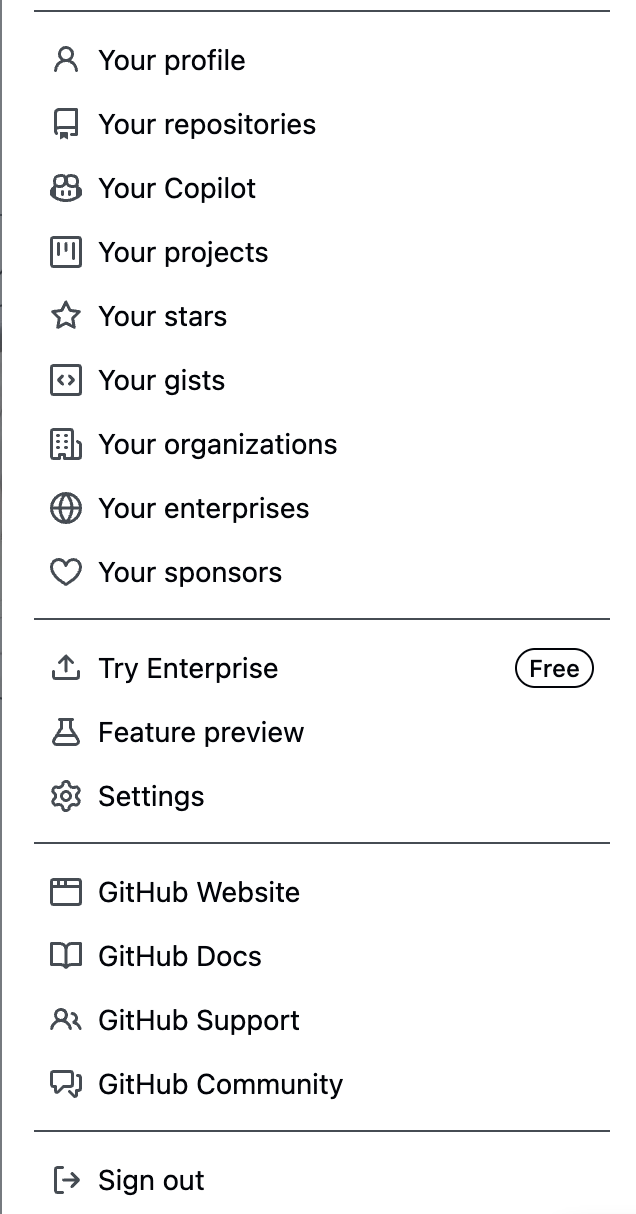 Your profile
Your repositories
Your Copilot
Your projects
Your stars
Your gists
Your organizations
Your enterprises
Your sponsors
Try Enterprise Free
Feature preview
Settings
GitHub Website
GitHub Docs
GitHub Support
GitHub Community
Sign out